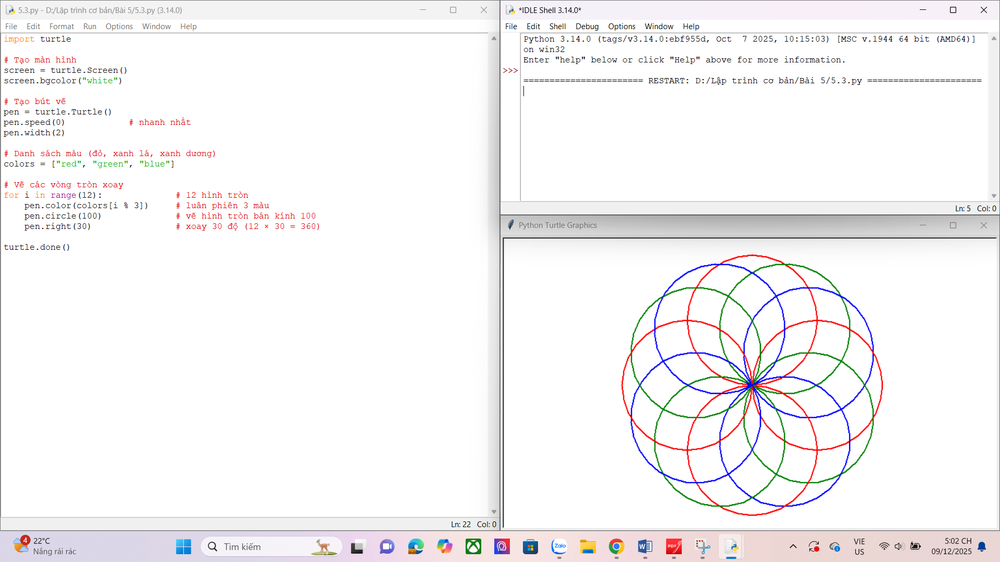 5.3.py - D:/Lập trình cơ bản/Bài 5/5.3.py (3.14.0)
File Edit Format Run Options Window Help
import turtle
# Tạo màn hình
screen = turtle.Screen()
screen.bgcolor("white")
# Tạo bút vẽ
pen = turtle.Turtle()
pen.speed(0)            # nhanh nhất
pen.width(2)
# Danh sách màu (đỏ, xanh lá, xanh dương)
colors = ["red", "green", "blue"]
# Vẽ các vòng tròn xoay
for i in range(12):              # 12 hình tròn
    pen.color(colors[i % 3])     # luân phiên 3 màu
    pen.circle(100)              # vẽ hình tròn bán kính 100
    pen.right(30)                # xoay 30 độ (12 × 30 = 360)
turtle.done()
Ln: 22 Col: 0
*IDLE Shell 3.14.0*
File Edit Shell Debug Options Window Help
Python 3.14.0 (tags/v3.14.0:ebf955d, Oct  7 2025, 10:15:03) [MSC v.1944 64 bit (AMD64)]
on win32
Enter "help" below or click "Help" above for more information.
>>>
======================= RESTART: D:/Lập trình cơ bản/Bài 5/5.3.py ======================
Ln: 5 Col: 0
Python Turtle Graphics
4
22°C
Nắng rải rác
Tìm kiếm
Zalo
PDF
VIE
US
5:02 CH
09/12/2025